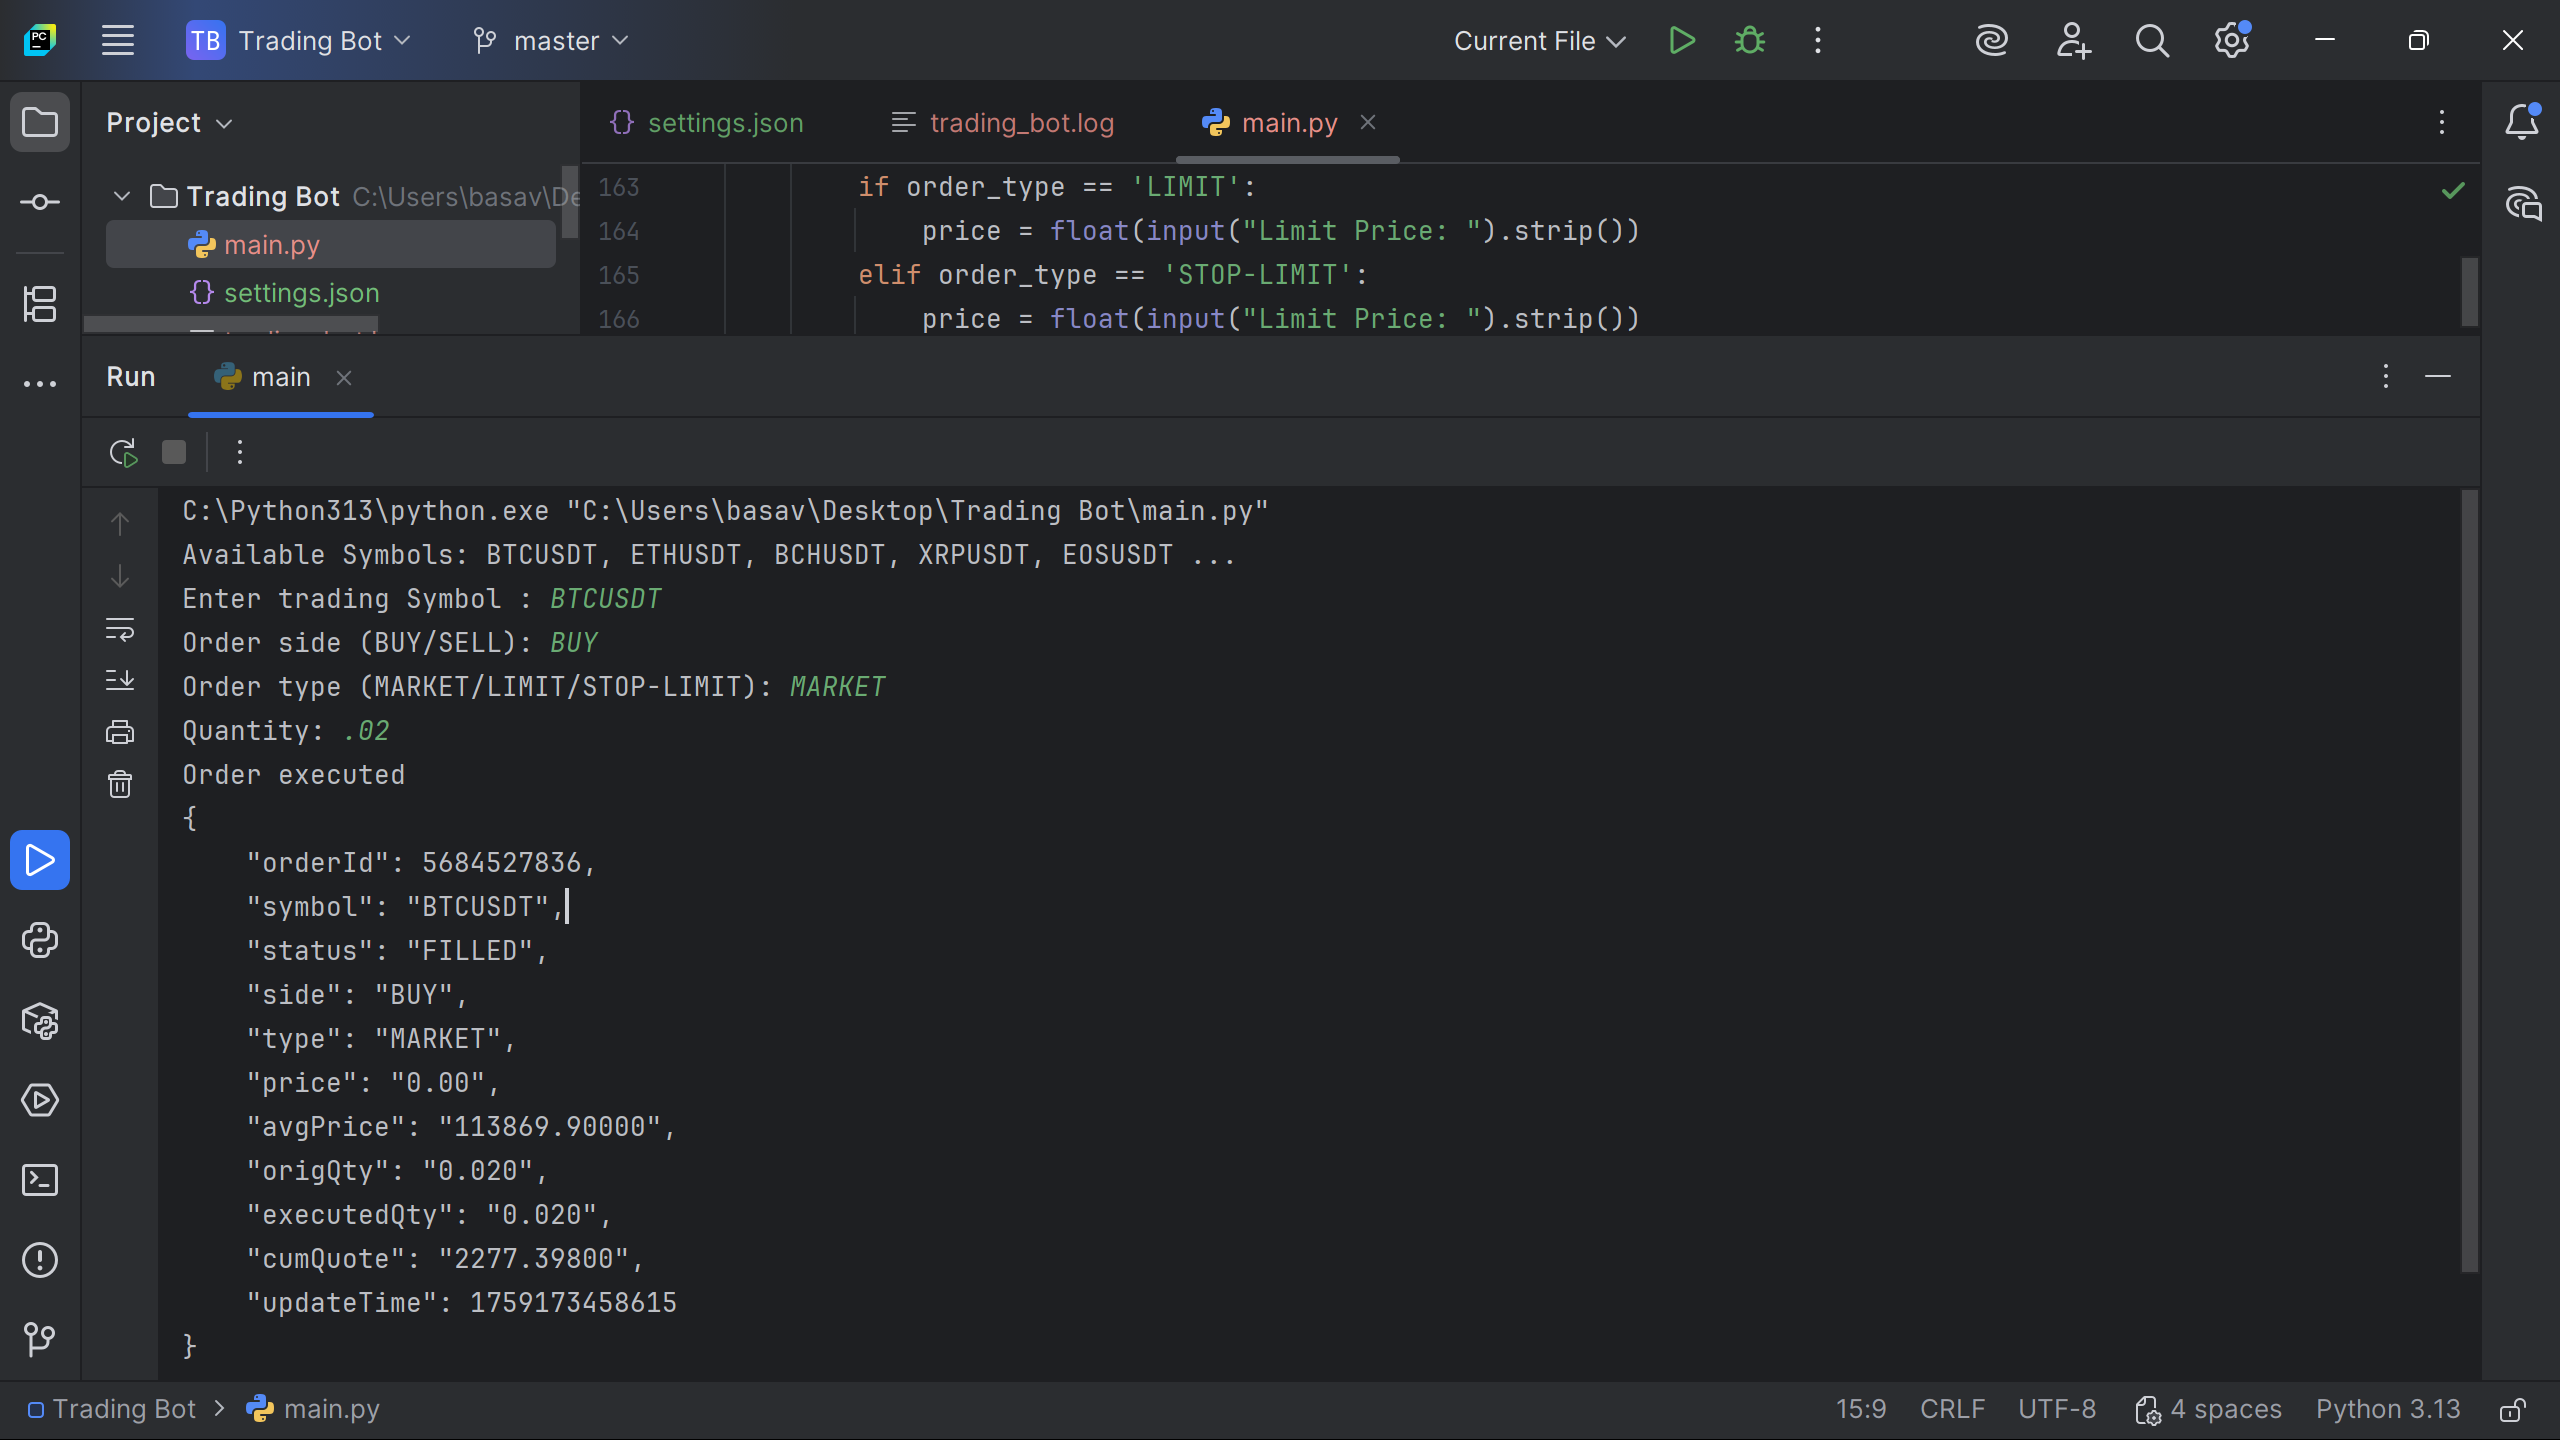 PC
TB Trading Bot master Current File
Project
settings.json trading_bot.log main.py
Trading Bot C:\Users\basav\De
main.py
settings.json
163 if order_type == 'LIMIT':
164 price = float(input("Limit Price: ").strip())
165 elif order_type == 'STOP-LIMIT':
166 price = float(input("Limit Price: ").strip())
Run main
C:\Python313\python.exe "C:\Users\basav\Desktop\Trading Bot\main.py"
Available Symbols: BTCUSDT, ETHUSDT, BCHUSDT, XRPUSDT, EOSUSDT ...
Enter trading Symbol : BTCUSDT
Order side (BUY/SELL): BUY
Order type (MARKET/LIMIT/STOP-LIMIT): MARKET
Quantity: .02
Order executed
{
"orderId": 5684527836,
"symbol": "BTCUSDT",
"status": "FILLED",
"side": "BUY",
"type": "MARKET",
"price": "0.00",
"avgPrice": "113869.90000",
"origQty": "0.020",
"executedQty": "0.020",
"cumQuote": "2277.39800",
"updateTime": 1759173458615
}
Trading Bot > main.py 15:9 CRLF UTF-8 4 spaces Python 3.13